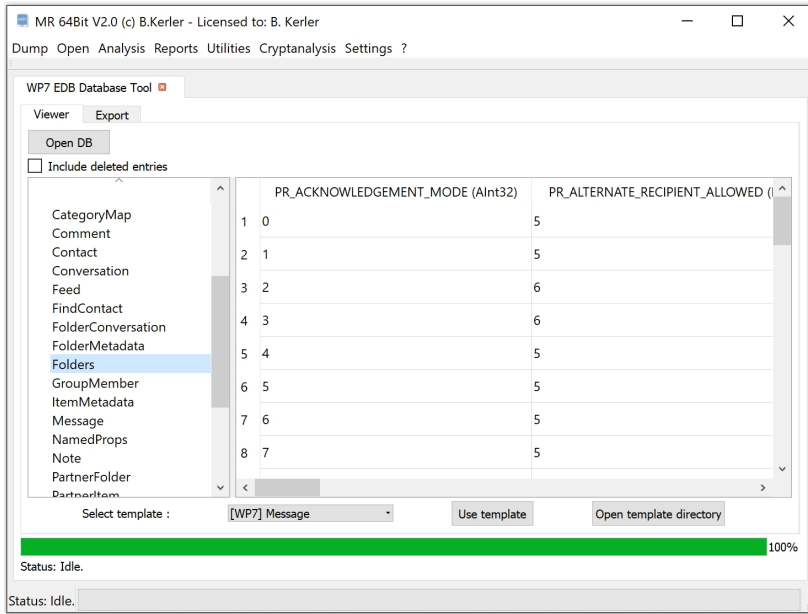 MR 64Bit V2.0 (c) B.Kerler - Licensed to: B. Kerler
Dump Open Analysis Reports Utilities Cryptanalysis Settings ?
WP7 EDB Database Tool
Viewer Export
Open DB
Include deleted entries
CategoryMap
Comment
Contact
Conversation
Feed
FindContact
FolderConversation
FolderMetadata
Folders
GroupMember
ItemMetadata
Message
NamedProps
Note
PartnerFolder
PartnerItem
PR_ACKNOWLEDGEMENT_MODE (AInt32) PR_ALTERNATE_RECIPIENT_ALLOWED (
1 0 5
2 1 5
3 2 6
4 3 6
5 4 5
6 5 5
7 6 5
8 7 5
Select template : [WP7] Message Use template Open template directory
100%
Status: Idle.
Status: Idle.